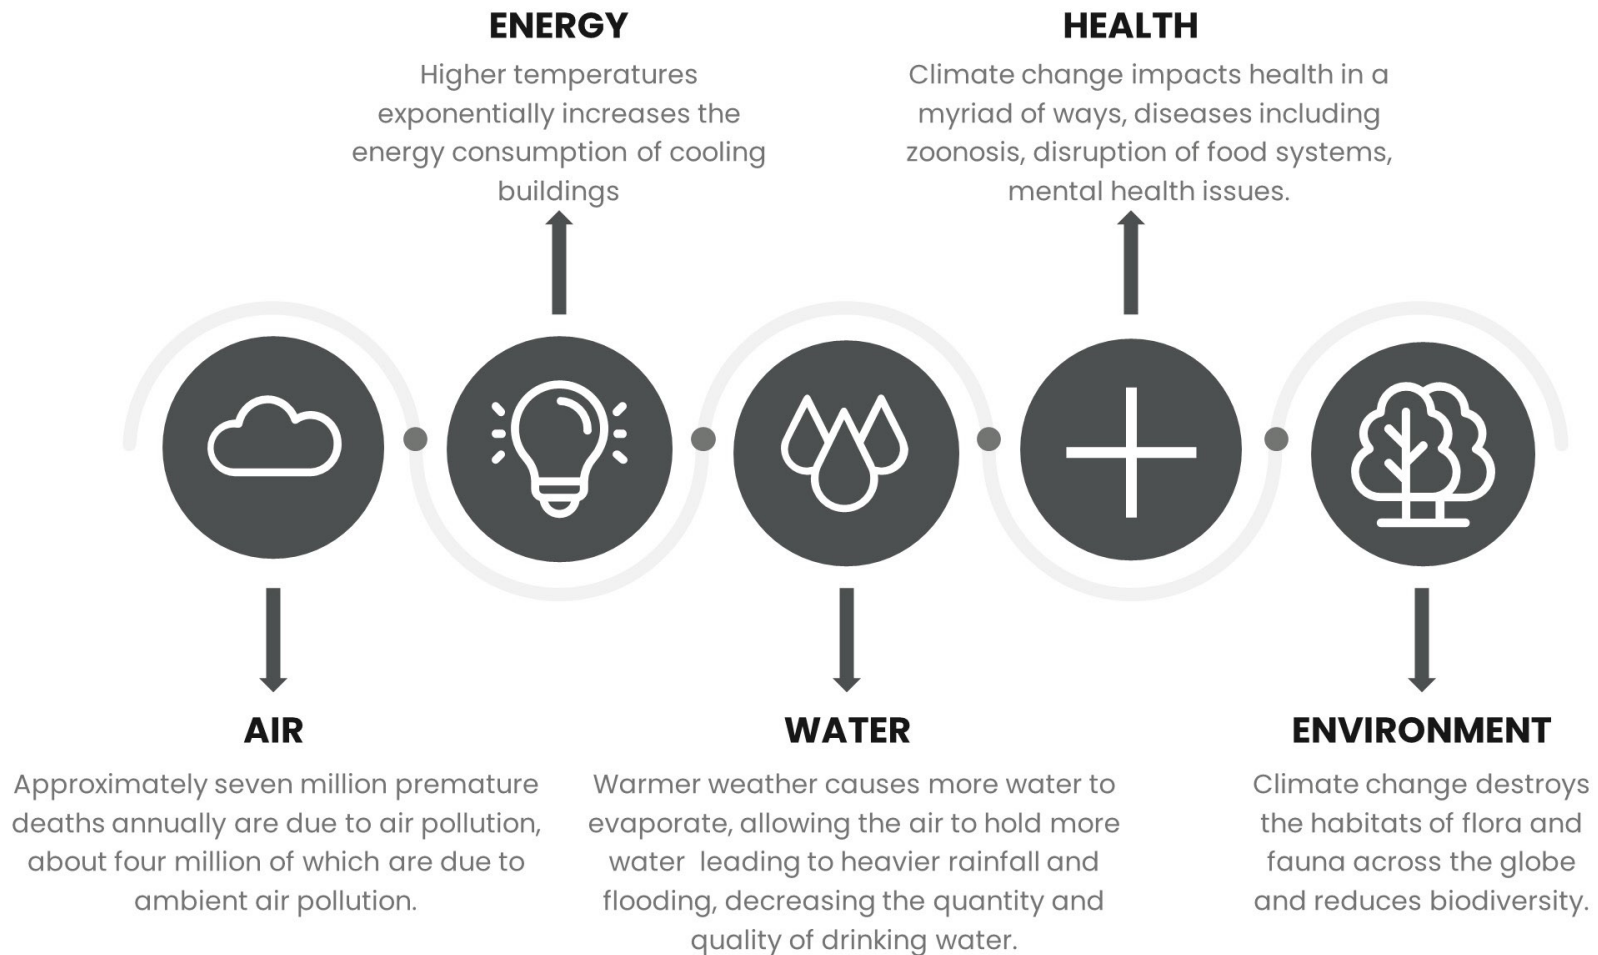 ENERGY
Higher temperatures
exponentially increases the
energy consumption of cooling
buildings
HEALTH
Climate change impacts health in a
myriad of ways, diseases including
zoonosis, disruption of food systems,
mental health issues.
AIR
Approximately seven million premature
deaths annually are due to air pollution,
about four million of which are due to
ambient air pollution.
WATER
Warmer weather causes more water to
evaporate, allowing the air to hold more
water  leading to heavier rainfall and
flooding, decreasing the quantity and
quality of drinking water.
ENVIRONMENT
Climate change destroys
the habitats of flora and
fauna across the globe
and reduces biodiversity.